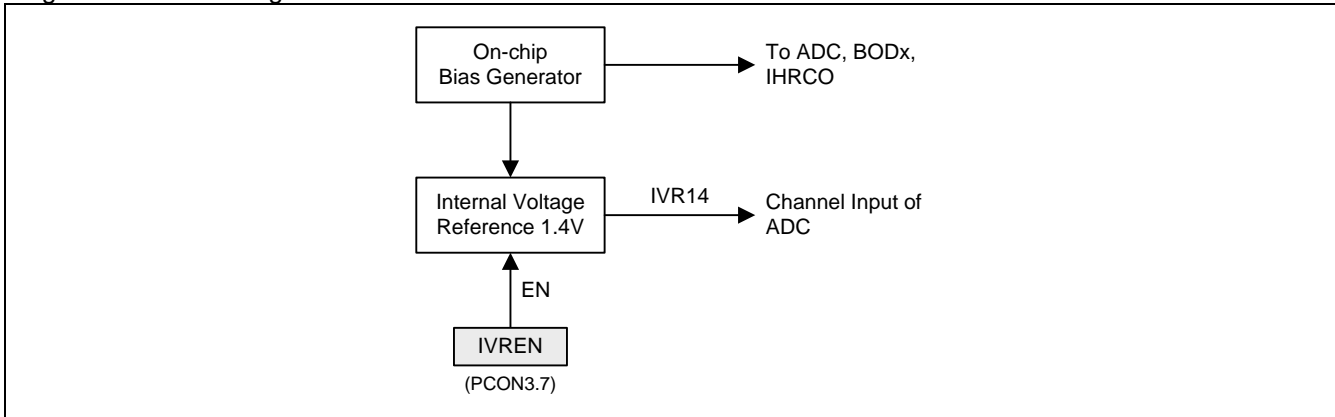 On-chip
Bias Generator
To ADC, BODx,
IHRCO
Internal Voltage
Reference 1.4V
IVR14
Channel Input of
ADC
EN
IVREN
(PCON3.7)